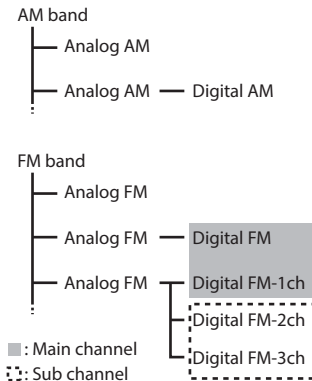 AM band
Analog AM
Analog AM Digital AM
FM band
Analog FM
Analog FM Digital FM
Analog FM Digital FM-1ch
Digital FM-2ch
Digital FM-3ch
: Main channel
: Sub channel